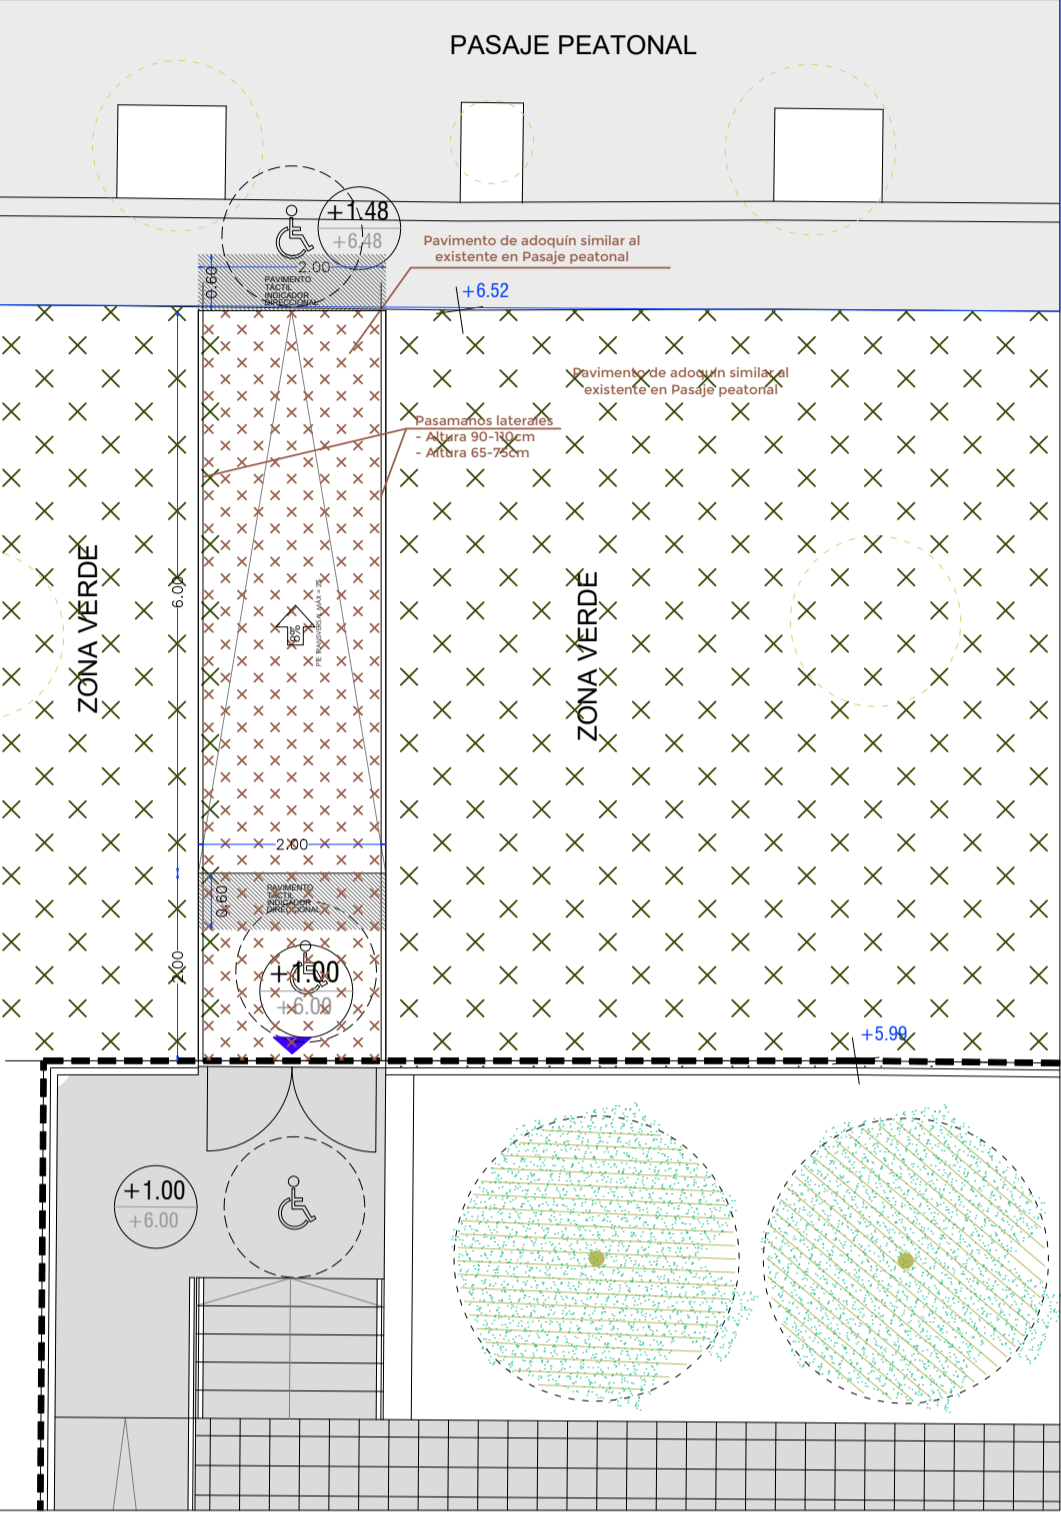 PASAJE PEATONAL
+1.48
+6.48
Pavimento de adoquín similar al
existente en Pasaje peatonal
2.00
0.60
PAVIMENTO
TÁCTIL
INDICADOR
DIRECCIONAL
+6.52
Pavimento de adoquín similar al
existente en Pasaje peatonal
Pasamanos laterales
- Altura 90-110cm
- Altura 65-75cm
ZONA VERDE
6.00
8%
ZONA VERDE
2.00
0.60
PAVIMENTO
TÁCTIL
INDICADOR
DIRECCIONAL
2.00
+1.00
+6.00
+5.99
+1.00
+6.00